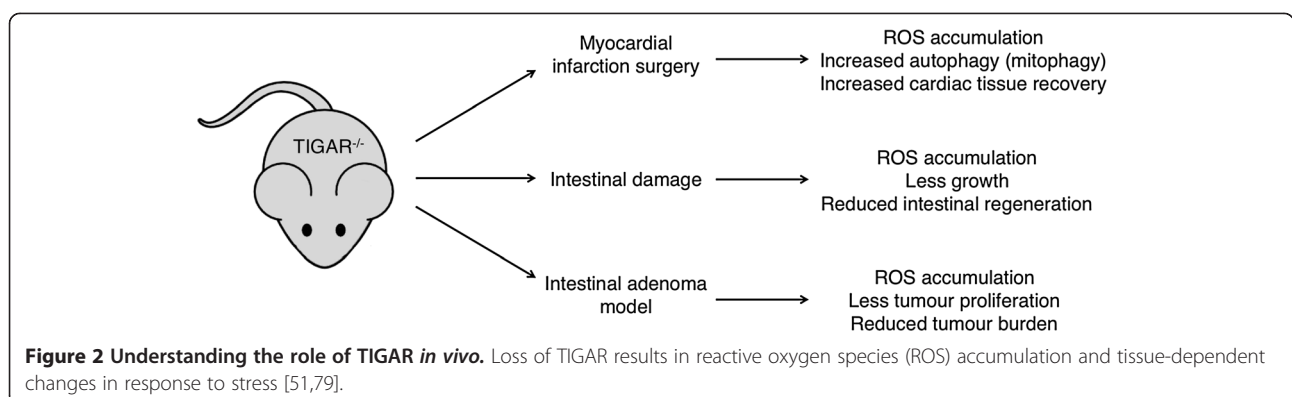 Myocardial
infarction surgery
ROS accumulation
Increased autophagy (mitophagy)
Increased cardiac tissue recovery
TIGAR-/-
Intestinal damage
ROS accumulation
Less growth
Reduced intestinal regeneration
Intestinal adenoma
model
ROS accumulation
Less tumour proliferation
Reduced tumour burden
Figure 2 Understanding the role of TIGAR in vivo. Loss of TIGAR results in reactive oxygen species (ROS) accumulation and tissue-dependent
changes in response to stress [51,79].